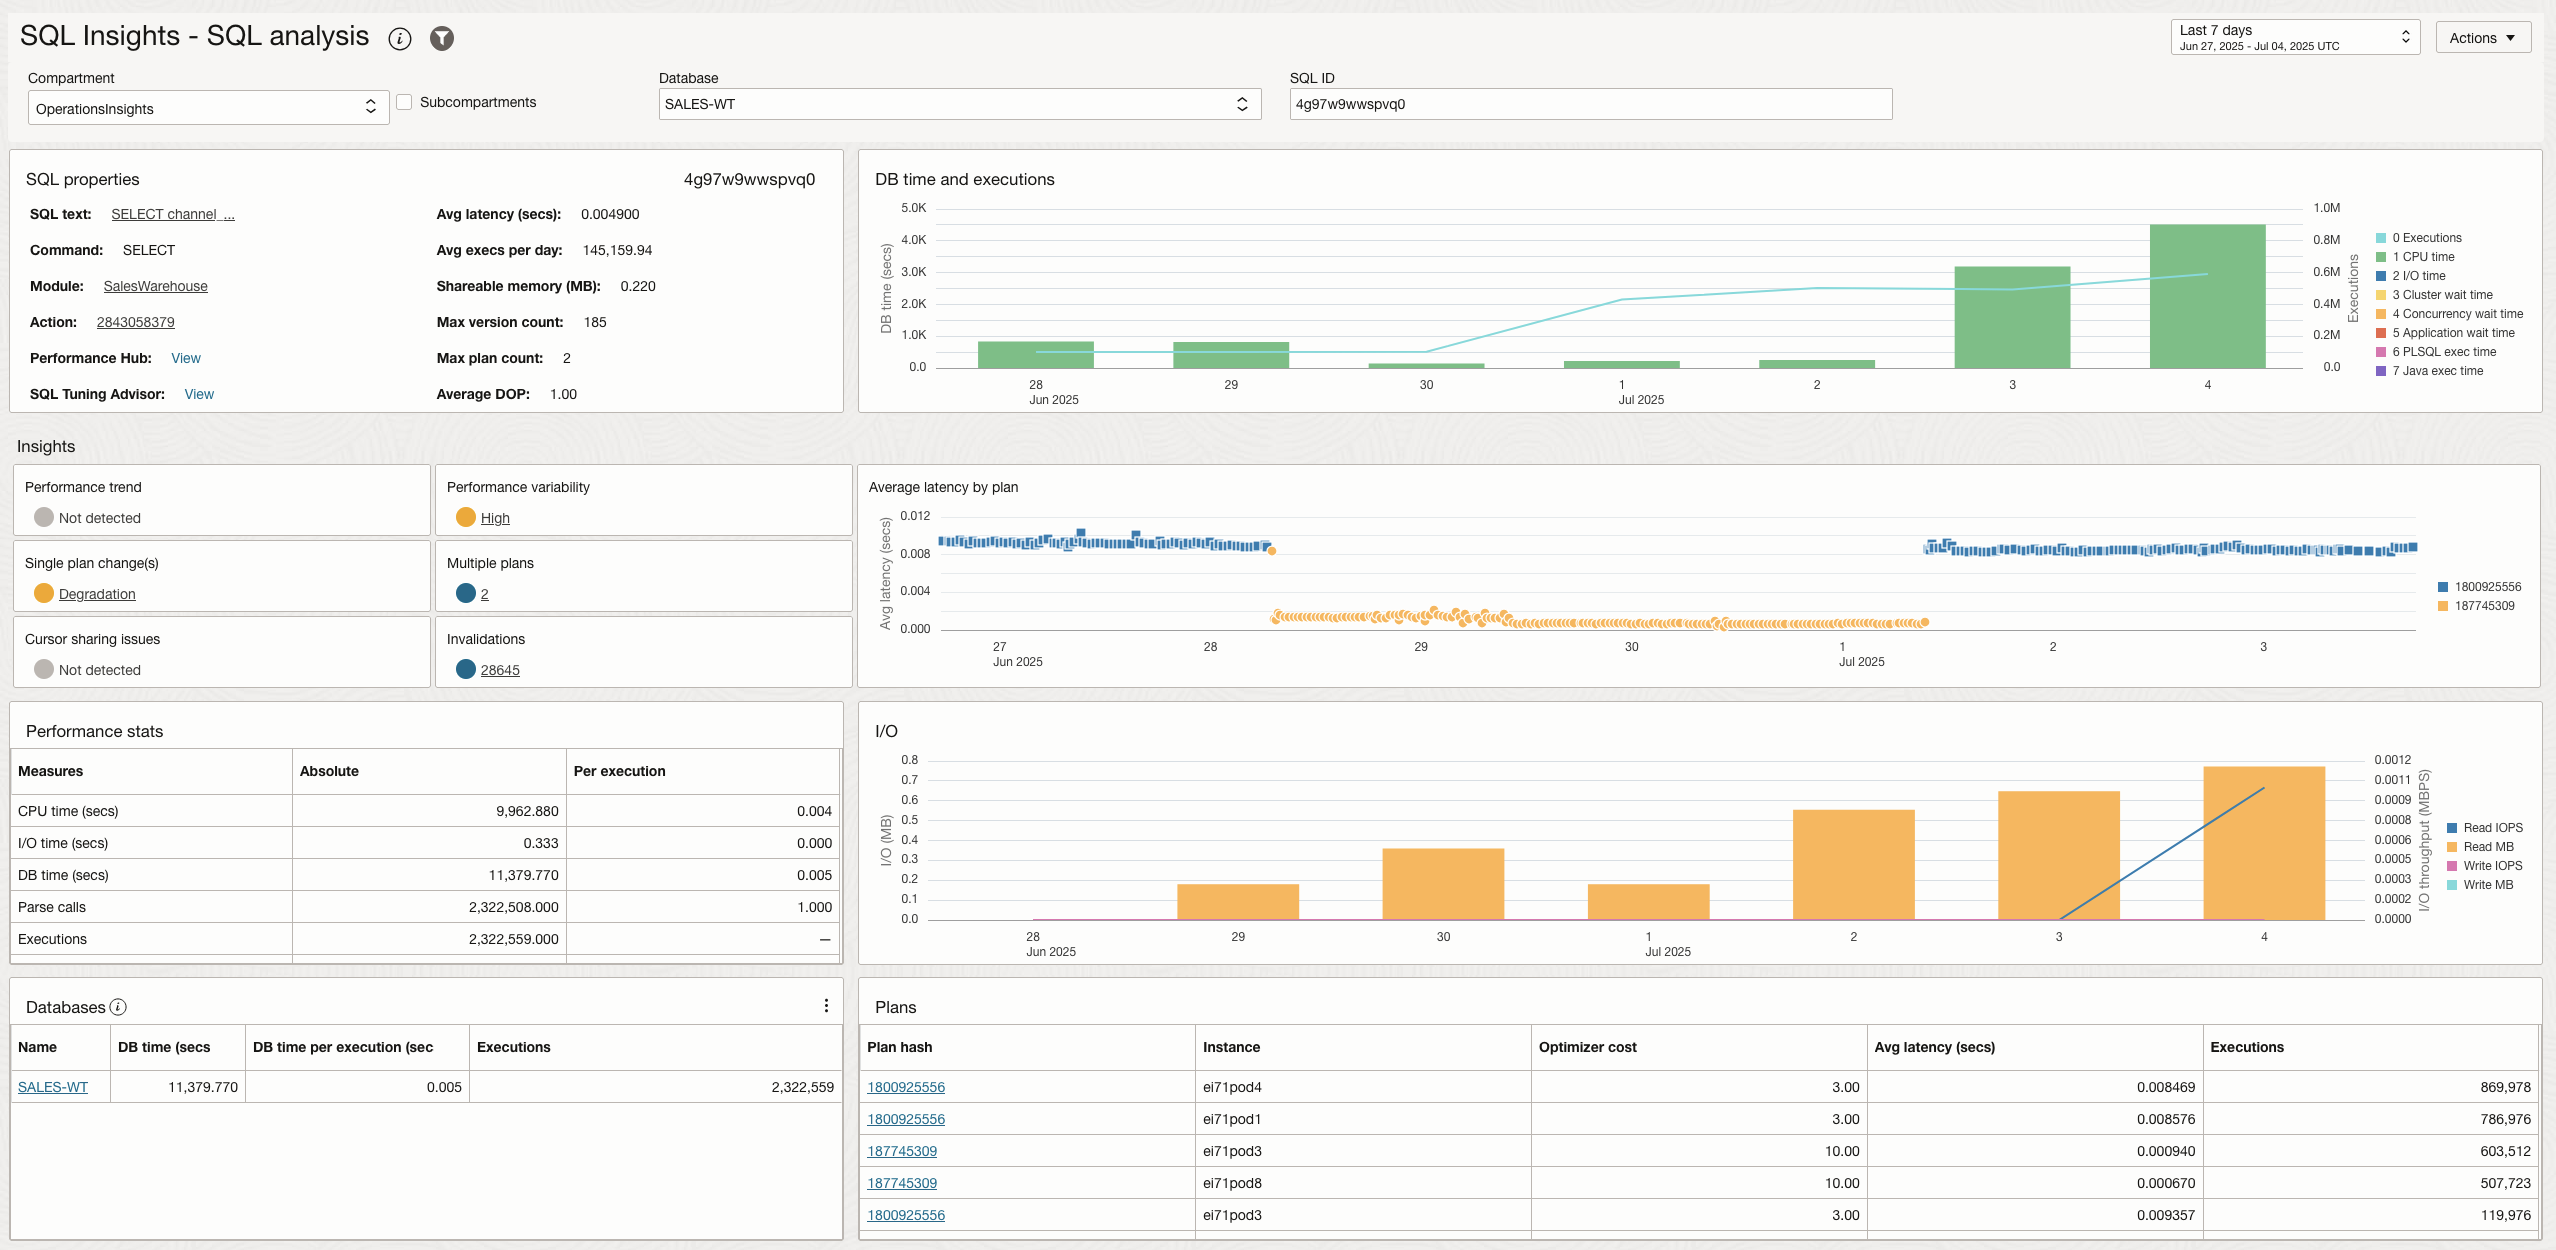 SQL Insights - SQL analysis
Last 7 days
Jun 27, 2025 - Jul 04, 2025 UTC
Actions
Compartment
OperationsInsights
Subcompartments
Database
SALES-WT
SQL ID
4g97w9wwspvq0
SQL properties
4g97w9wwspvq0
SQL text: SELECT channel_...
Avg latency (secs): 0.004900
Command: SELECT
Avg execs per day: 145,159.94
Module: SalesWarehouse
Shareable memory (MB): 0.220
Action: 2843058379
Max version count: 185
Performance Hub: View
Max plan count: 2
SQL Tuning Advisor: View
Average DOP: 1.00
DB time and executions
DB time (secs)
5.0K
4.0K
3.0K
2.0K
1.0K
0.0
1.0M
0.8M
0.6M
0.4M
0.2M
0.0
Executions
28 29 30 1 2 3 4
Jun 2025 Jul 2025
0 Executions
1 CPU time
2 I/O time
3 Cluster wait time
4 Concurrency wait time
5 Application wait time
6 PLSQL exec time
7 Java exec time
Insights
Performance trend
Not detected
Performance variability
High
Single plan change(s)
Degradation
Multiple plans
2
Cursor sharing issues
Not detected
Invalidations
28645
Average latency by plan
Avg latency (secs)
0.012
0.008
0.004
0.000
27 28 29 30 1 2 3
Jun 2025 Jul 2025
1800925556
187745309
Performance stats
Measures Absolute Per execution
CPU time (secs) 9,962.880 0.004
I/O time (secs) 0.333 0.000
DB time (secs) 11,379.770 0.005
Parse calls 2,322,508.000 1.000
Executions 2,322,559.000 —
I/O
I/O (MB)
0.8
0.7
0.6
0.5
0.4
0.3
0.2
0.1
0.0
0.0012
0.0011
0.0009
0.0008
0.0006
0.0005
0.0003
0.0002
0.0000
I/O throughput (MBPS)
28 29 30 1 2 3 4
Jun 2025 Jul 2025
Read IOPS
Read MB
Write IOPS
Write MB
Databases
Name DB time (secs DB time per execution (sec Executions
SALES-WT 11,379.770 0.005 2,322,559
Plans
Plan hash Instance Optimizer cost Avg latency (secs) Executions
1800925556 ei71pod4 3.00 0.008469 869,978
1800925556 ei71pod1 3.00 0.008576 786,976
187745309 ei71pod3 10.00 0.000940 603,512
187745309 ei71pod8 10.00 0.000670 507,723
1800925556 ei71pod3 3.00 0.009357 119,976